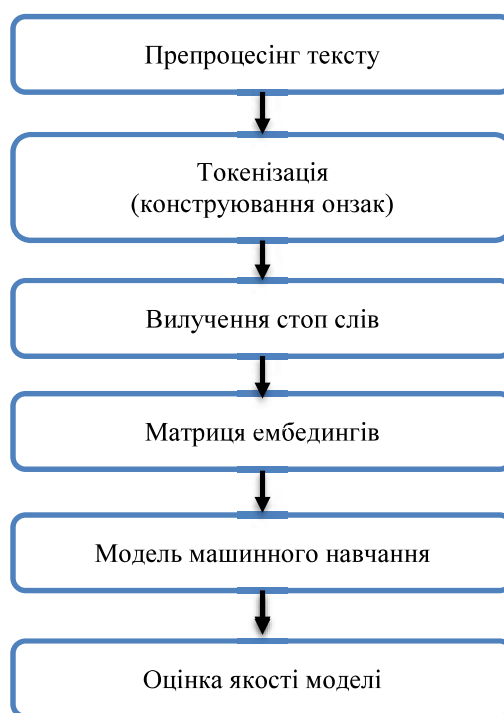 Препроцесінг тексту
Токенізація
(конструювання онзак)
Вилучення стоп слів
Матриця ембедингів
Модель машинного навчання
Оцінка якості моделі